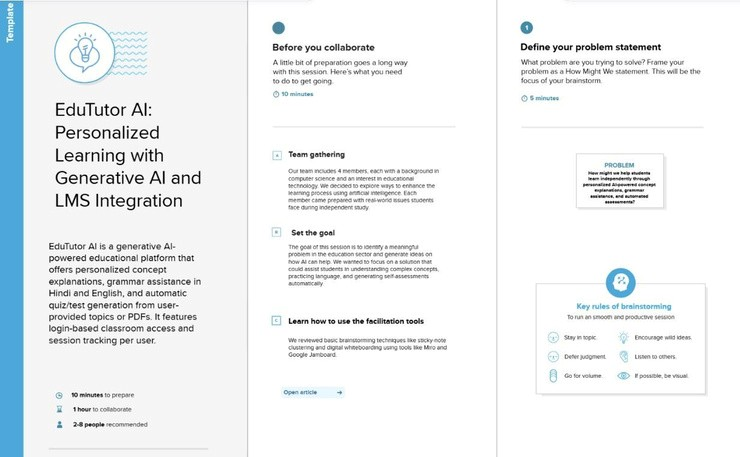 Template
EduTutor AI:
Personalized
Learning with
Generative AI and
LMS Integration
EduTutor AI is a generative AI-
powered educational platform that
offers personalized concept
explanations, grammar assistance in
Hindi and English, and automatic
quiz/test generation from user-
provided topics or PDFs. It features
login-based classroom access and
session tracking per user.
10 minutes to prepare
1 hour to collaborate
2-8 people recommended
Before you collaborate
A little bit of preparation goes a long way
with this session. Here's what you need
to do to get going.
10 minutes
A Team gathering
Our team includes 4 members, each with a background in
computer science and an interest in educational
technology. We decided to explore ways to enhance the
learning process using artificial intelligence. Each
member came prepared with real-world issues students
face during independent study.
B Set the goal
The goal of this session is to identify a meaningful
problem in the education sector and generate ideas on
how AI can help. We wanted to focus on a solution that
could assist students in understanding complex concepts,
practicing language, and generating self-assessments
automatically.
C Learn how to use the facilitation tools
We reviewed basic brainstorming techniques like sticky-note
clustering and digital whiteboarding using tools like Miro and
Google Jamboard.
Open article
1
Define your problem statement
What problem are you trying to solve? Frame your
problem as a How Might We statement. This will be the
focus of your brainstorm.
5 minutes
PROBLEM
How might we help students
learn independently through
personalized AI-powered concept
explanations, grammar
assistance, and automated
assessments?
Key rules of brainstorming
To run an smooth and productive session
Stay in topic. Encourage wild ideas.
Defer judgment. Listen to others.
Go for volume. If possible, be visual.